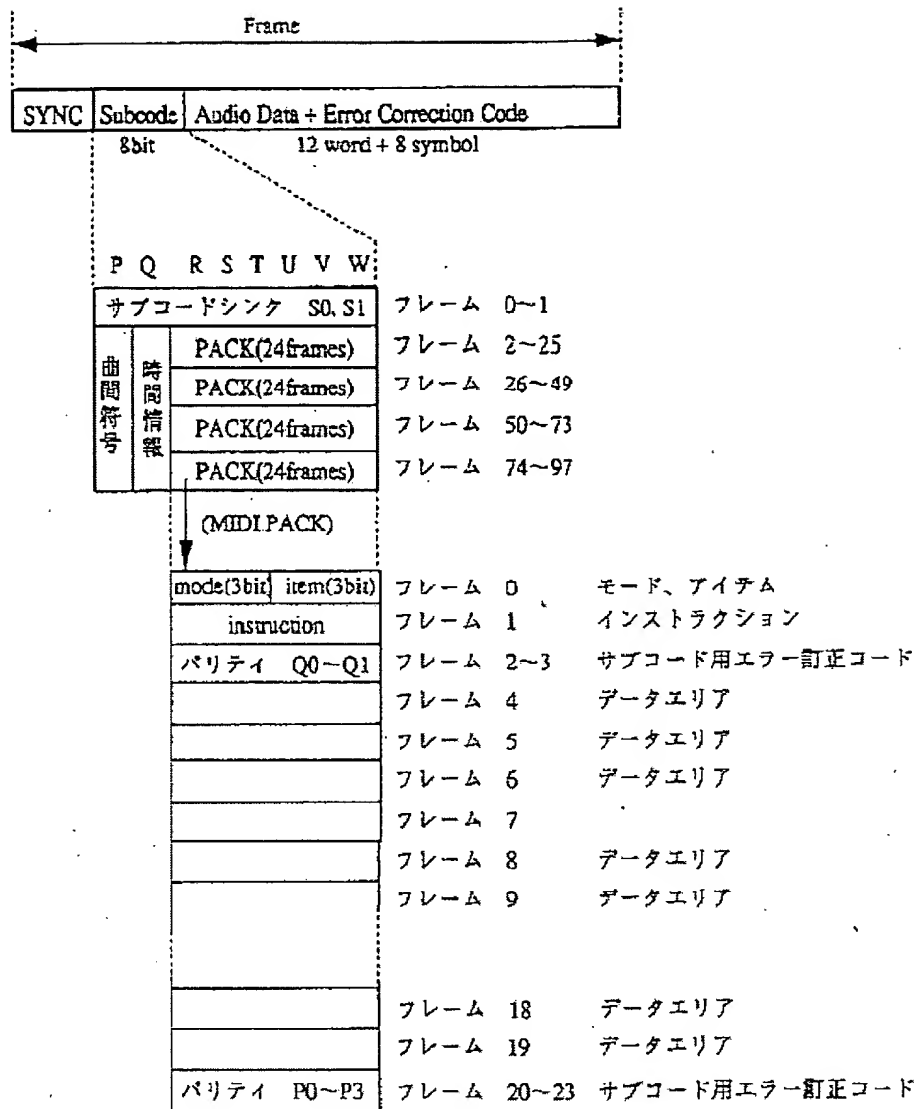 Frame
SYNC Subcode Audio Data + Error Correction Code
8bit 12 word + 8 symbol
P Q R S T U V W
サブコードシンク S0、S1 フレーム 0~1
曲間符号
時間情報
PACK(24frames) フレーム 2~25
PACK(24frames) フレーム 26~49
PACK(24frames) フレーム 50~73
PACK(24frames) フレーム 74~97
(MIDI.PACK)
mode(3bit) item(3bit) フレーム 0 モード、アイテム
instruction フレーム 1 インストラクション
パリティ Q0~Q1 フレーム 2~3 サブコード用エラー訂正コード
フレーム 4 データエリア
フレーム 5 データエリア
フレーム 6 データエリア
フレーム 7
フレーム 8 データエリア
フレーム 9 データエリア
フレーム 18 データエリア
フレーム 19 データエリア
パリティ P0~P3 フレーム 20~23 サブコード用エラー訂正コード